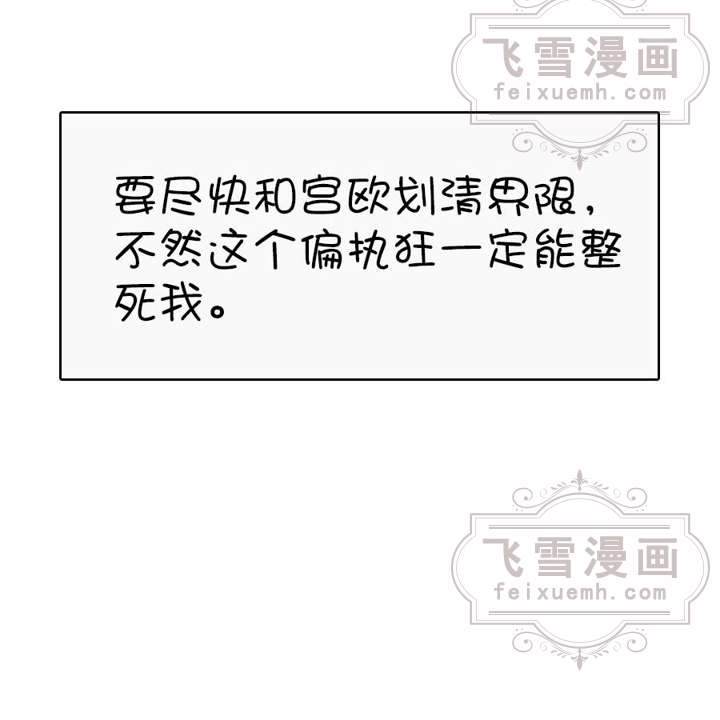 飞雪漫画
feixuemh.com
要尽快和宫欧划清界限，
不然这个偏执狂一定能整
死我。
飞雪漫画
feixuemh.com